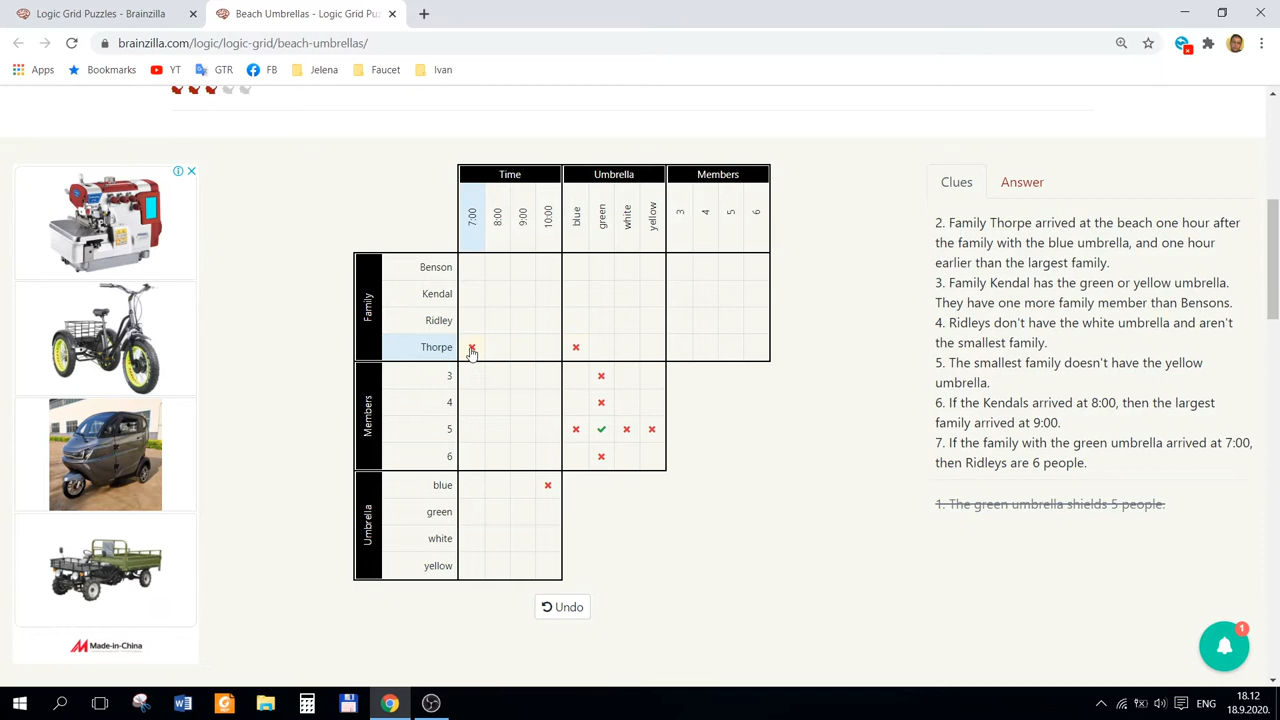 Logic Grid Puzzles - Brainzilla
Beach Umbrellas - Logic Grid Pu
brainzilla.com/logic/logic-grid/beach-umbrellas/
Apps Bookmarks YT GTR FB Jelena Faucet Ivan
Time Umbrella Members
7:00 8:00 9:00 10:00 blue green white yellow 3 4 5 6
Family
Benson
Kendal
Ridley
Thorpe
Members
3
4
5
6
Umbrella
blue
green
white
yellow
Undo
Clues Answer
2. Family Thorpe arrived at the beach one hour after
the family with the blue umbrella, and one hour
earlier than the largest family.
3. Family Kendal has the green or yellow umbrella.
They have one more family member than Bensons.
4. Ridleys don't have the white umbrella and aren't
the smallest family.
5. The smallest family doesn't have the yellow
umbrella.
6. If the Kendals arrived at 8:00, then the largest
family arrived at 9:00.
7. If the family with the green umbrella arrived at 7:00,
then Ridleys are 6 people.
1. The green umbrella shields 5 people.
Made-in-China
1
ENG
18.12
18.9.2020.